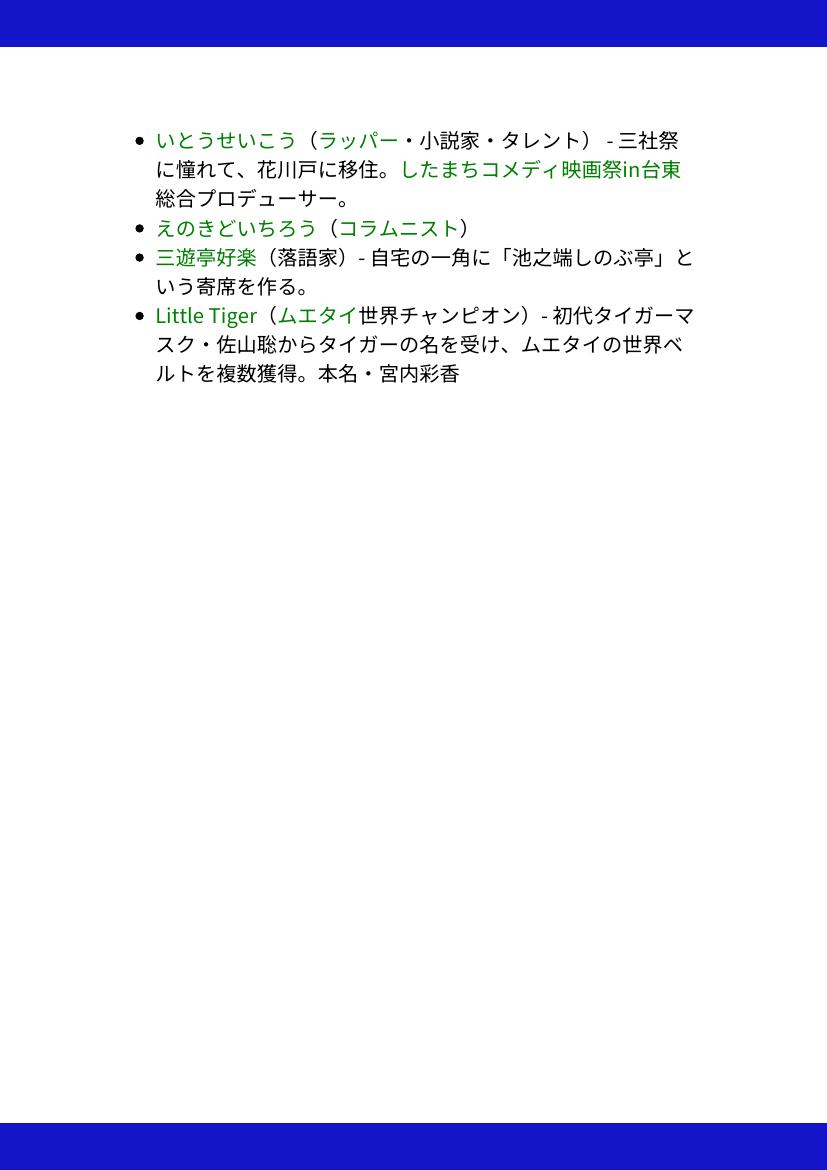 • いとうせいこう（ラッパー・小説家・タレント） - 三社祭
に憧れて、花川戸に移住。したまちコメディ映画祭in台東
総合プロデューサー。
• えのきどいちろう（コラムニスト）
• 三遊亭好楽（落語家）- 自宅の一角に「池之端しのぶ亭」と
いう寄席を作る。
• Little Tiger（ムエタイ世界チャンピオン）- 初代タイガーマ
スク・佐山聡からタイガーの名を受け、ムエタイの世界ベ
ルトを複数獲得。本名・宮内彩香